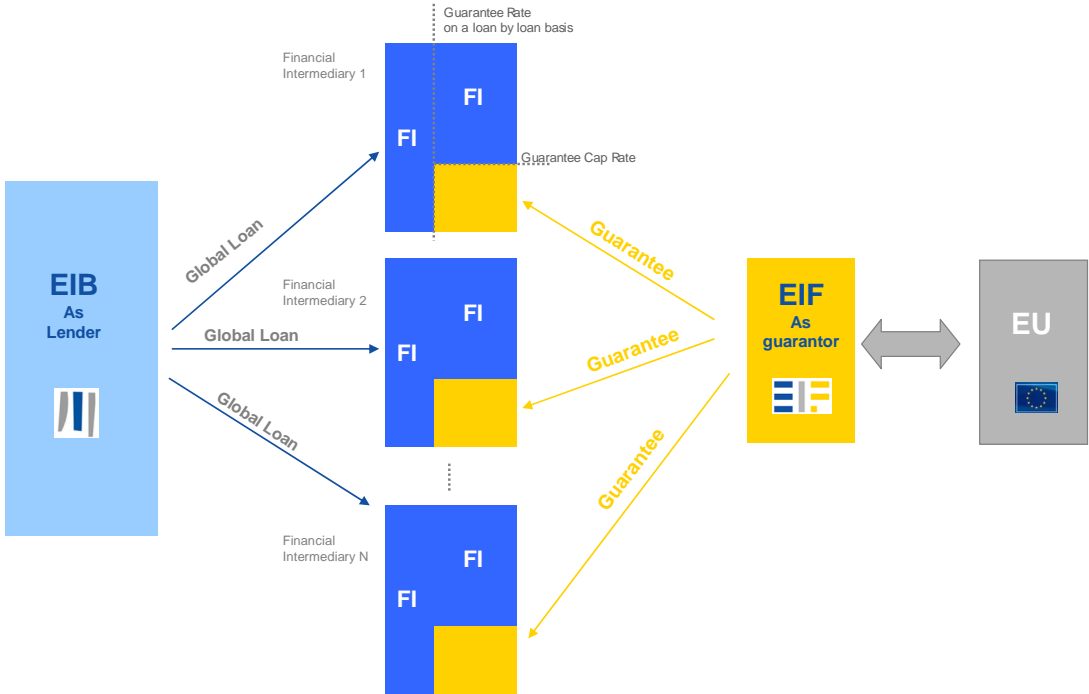 Guarantee Rate
on a loan by loan basis
Financial
Intermediary 1
FI
FI
Guarantee Cap Rate
Global Loan
Guarantee
EIB
As
Lender
Financial
Intermediary 2
FI
FI
Global Loan
Guarantee
EIF
As
guarantor
EIF
EU
Global Loan
Guarantee
Financial
Intermediary N
FI
FI